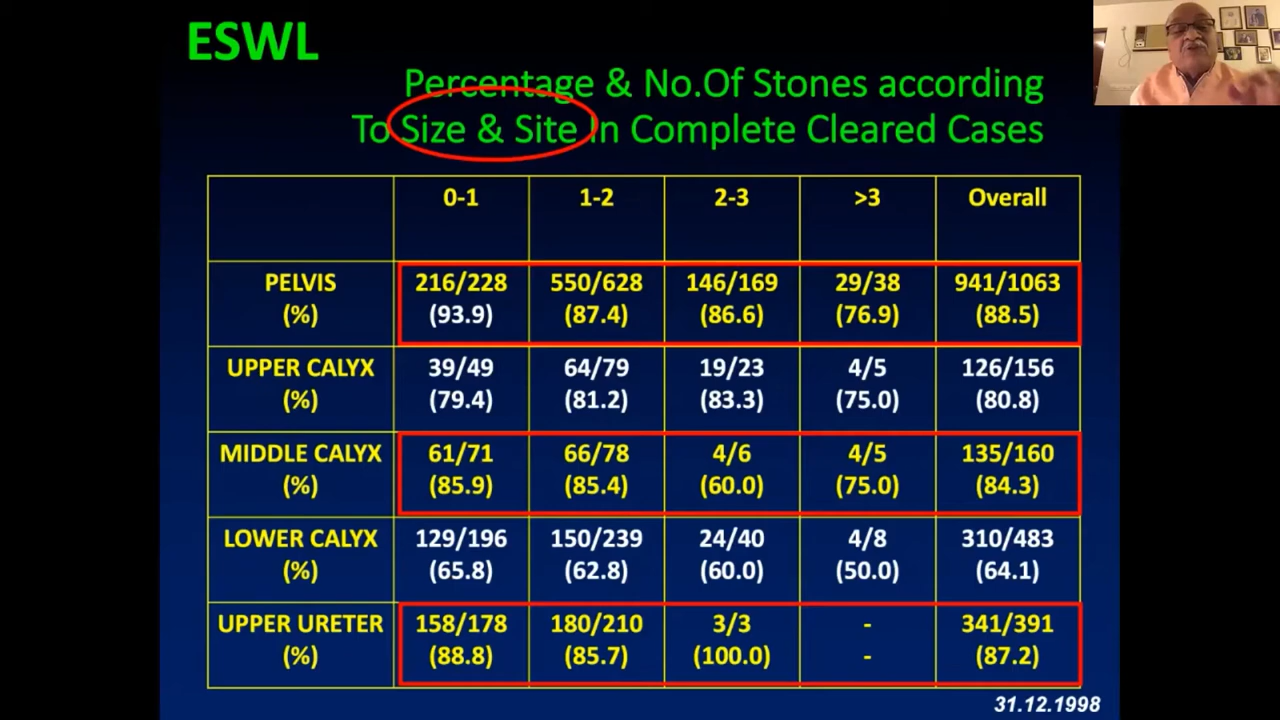 ESWL
Percentage & No.Of Stones according
To Size & Site In Complete Cleared Cases
0-1 1-2 2-3 >3 Overall
PELVIS 216/228 550/628 146/169 29/38 941/1063
(%) (93.9) (87.4) (86.6) (76.9) (88.5)
UPPER CALYX 39/49 64/79 19/23 4/5 126/156
(%) (79.4) (81.2) (83.3) (75.0) (80.8)
MIDDLE CALYX 61/71 66/78 4/6 4/5 135/160
(%) (85.9) (85.4) (60.0) (75.0) (84.3)
LOWER CALYX 129/196 150/239 24/40 4/8 310/483
(%) (65.8) (62.8) (60.0) (50.0) (64.1)
UPPER URETER 158/178 180/210 3/3 - 341/391
(%) (88.8) (85.7) (100.0) - (87.2)
31.12.1998